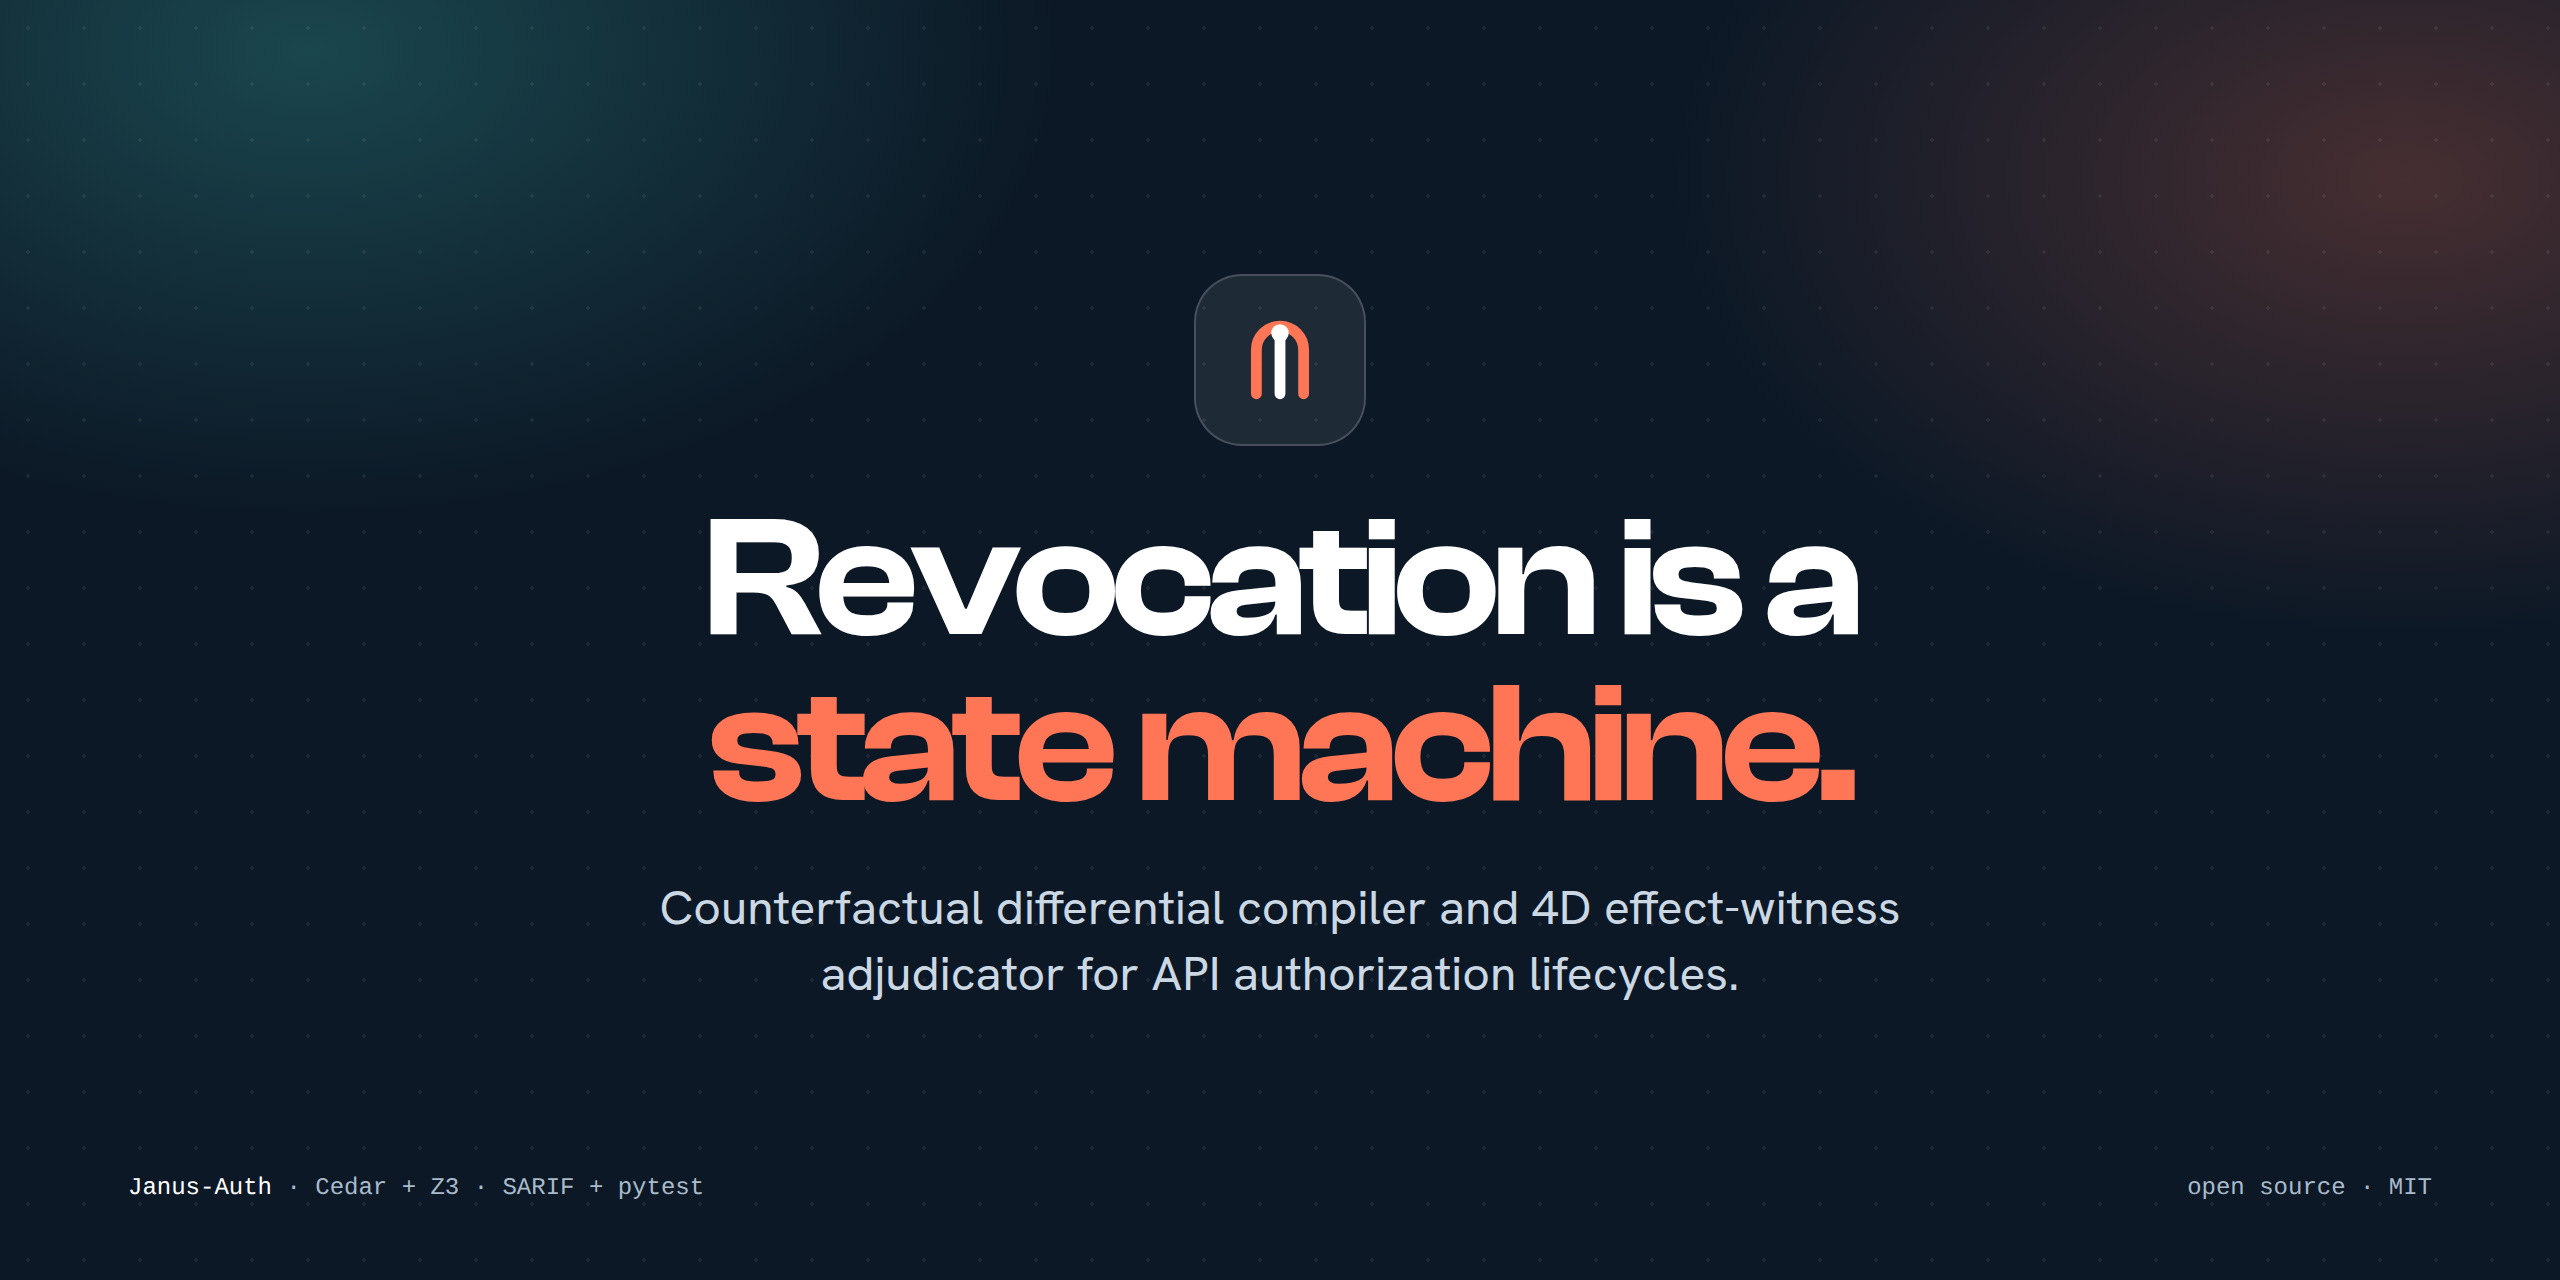 Revocation is a
state machine.
Counterfactual differential compiler and 4D effect-witness
adjudicator for API authorization lifecycles.
Janus-Auth · Cedar + Z3 · SARIF + pytest
open source · MIT